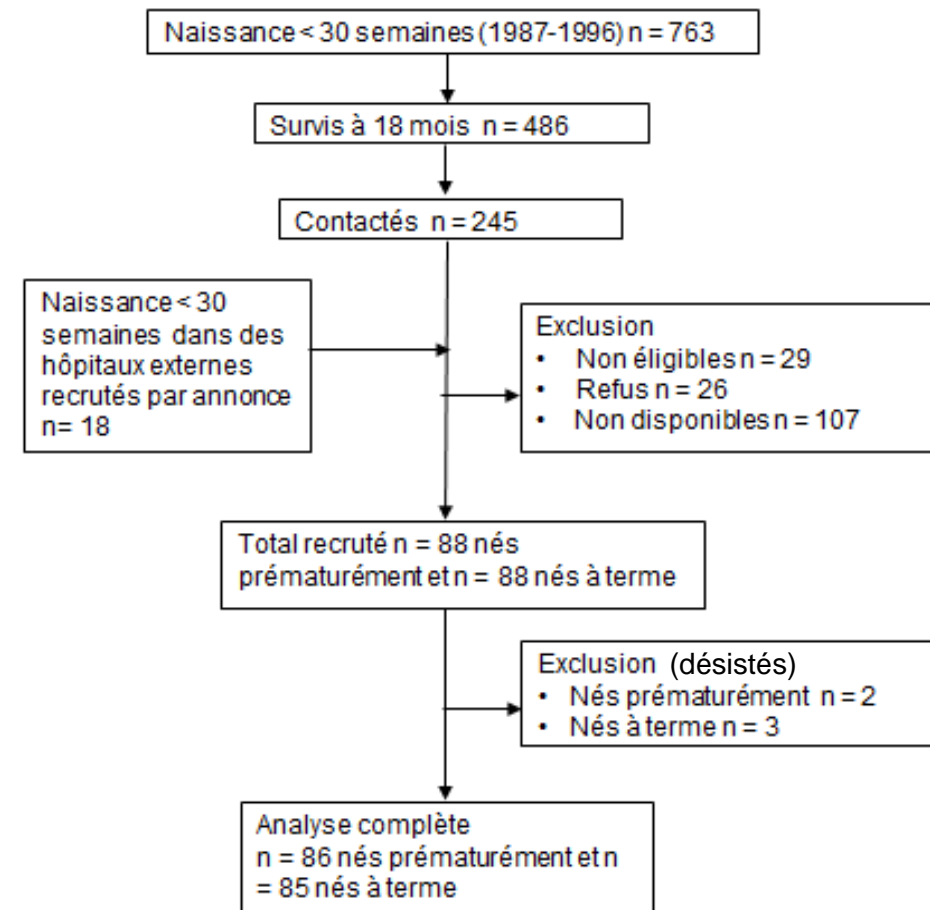 Naissance < 30 semaines (1987-1996) n = 763
Survis à 18 mois n = 486
Contactés n = 245
Naissance < 30
semaines dans des
hôpitaux externes
recrutés par annonce
n= 18
Exclusion
• Non éligibles n = 29
• Refus n = 26
• Non disponibles n = 107
Total recruté n = 88 nés
prématurément et n = 88 nés à terme
Exclusion (désistés)
• Nés prématurément n = 2
• Nés à terme n = 3
Analyse complète
n = 86 nés prématurément et n
= 85 nés à terme